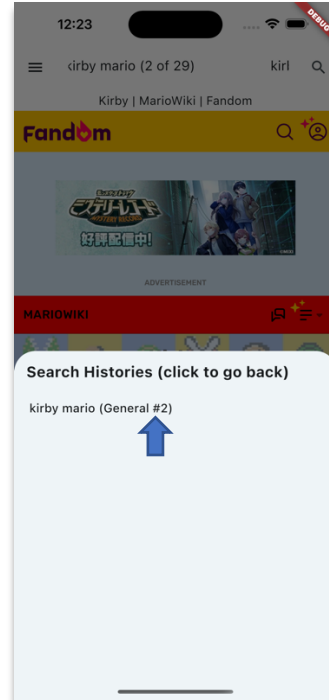 12:23
DEBUG
kirby mario (2 of 29)
kirl
Kirby | MarioWiki | Fandom
Fandom
好評配信中!
ADVERTISEMENT
MARIOWIKI
Search Histories (click to go back)
kirby mario (General #2)